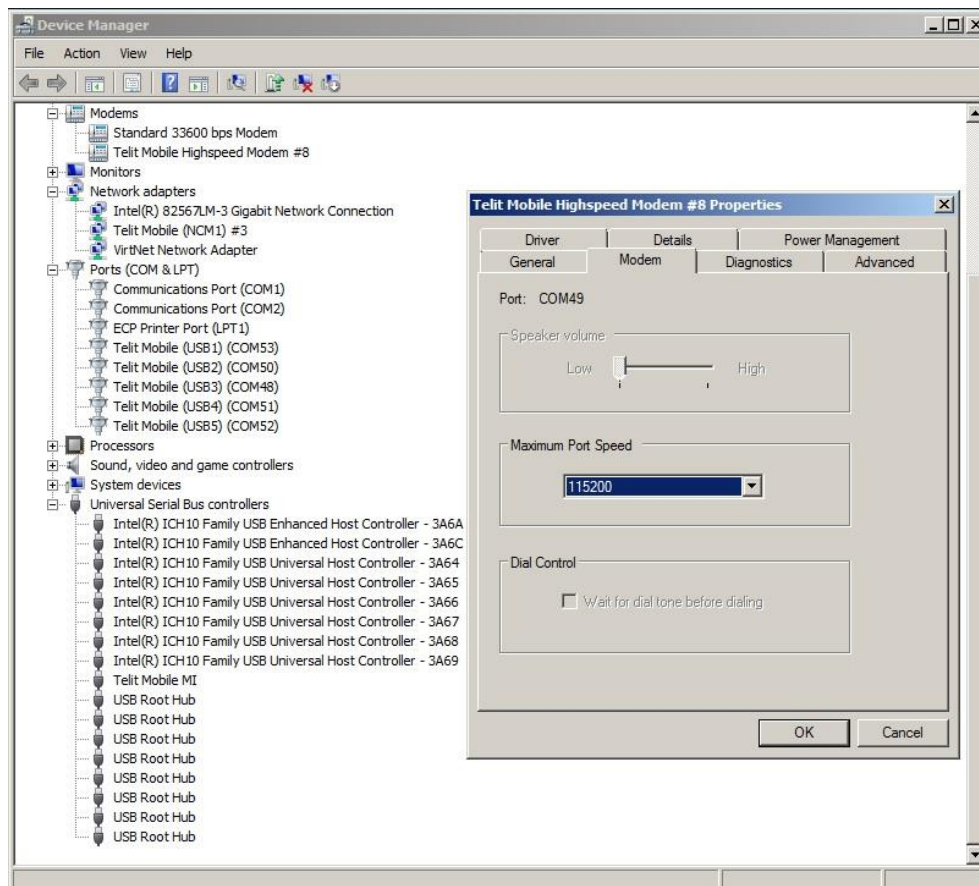 Device Manager
File Action View Help
Modems
Standard 33600 bps Modem
Telit Mobile Highspeed Modem #8
Monitors
Network adapters
Intel(R) 82567LM-3 Gigabit Network Connection
Telit Mobile (NCM1) #3
VirtNet Network Adapter
Ports (COM & LPT)
Communications Port (COM1)
Communications Port (COM2)
ECP Printer Port (LPT1)
Telit Mobile (USB1) (COM53)
Telit Mobile (USB2) (COM50)
Telit Mobile (USB3) (COM48)
Telit Mobile (USB4) (COM51)
Telit Mobile (USB5) (COM52)
Processors
Sound, video and game controllers
System devices
Universal Serial Bus controllers
Intel(R) ICH10 Family USB Enhanced Host Controller - 3A6A
Intel(R) ICH10 Family USB Enhanced Host Controller - 3A6C
Intel(R) ICH10 Family USB Universal Host Controller - 3A64
Intel(R) ICH10 Family USB Universal Host Controller - 3A65
Intel(R) ICH10 Family USB Universal Host Controller - 3A66
Intel(R) ICH10 Family USB Universal Host Controller - 3A67
Intel(R) ICH10 Family USB Universal Host Controller - 3A68
Intel(R) ICH10 Family USB Universal Host Controller - 3A69
Telit Mobile MI
USB Root Hub
USB Root Hub
USB Root Hub
USB Root Hub
USB Root Hub
USB Root Hub
USB Root Hub
USB Root Hub
Telit Mobile Highspeed Modem #8 Properties
Driver Details Power Management
General Modem Diagnostics Advanced
Port: COM49
Speaker volume
Low High
Maximum Port Speed
115200
Dial Control
Wait for dial tone before dialing
OK Cancel